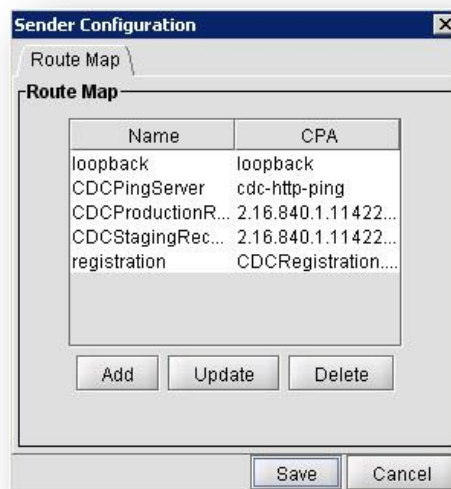 Sender Configuration
Route Map
Route Map
Name CPA
loopback loopback
CDCPingServer cdc-http-ping
CDCProductionR... 2.16.840.1.11422...
CDCStagingRec... 2.16.840.1.11422...
registration CDCRegistration....
Add Update Delete
Save Cancel